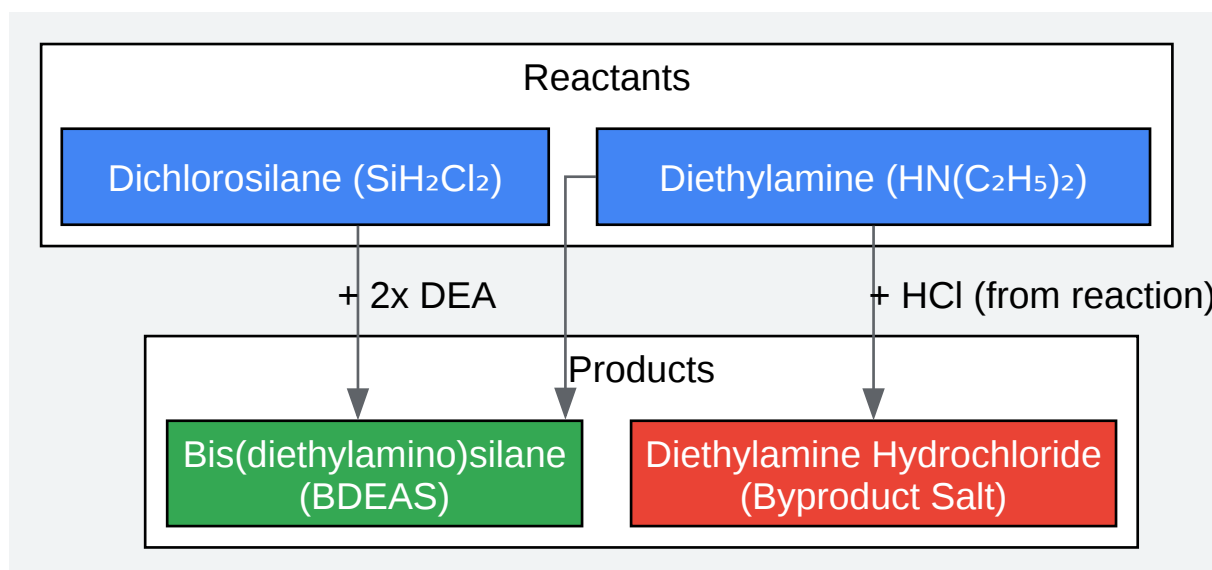 Reactants
Dichlorosilane (SiH₂Cl₂)
Diethylamine (HN(C₂H₅)₂)
+ 2x DEA
+ HCl (from reaction)
Products
Bis(diethylamino)silane
(BDEAS)
Diethylamine Hydrochloride
(Byproduct Salt)